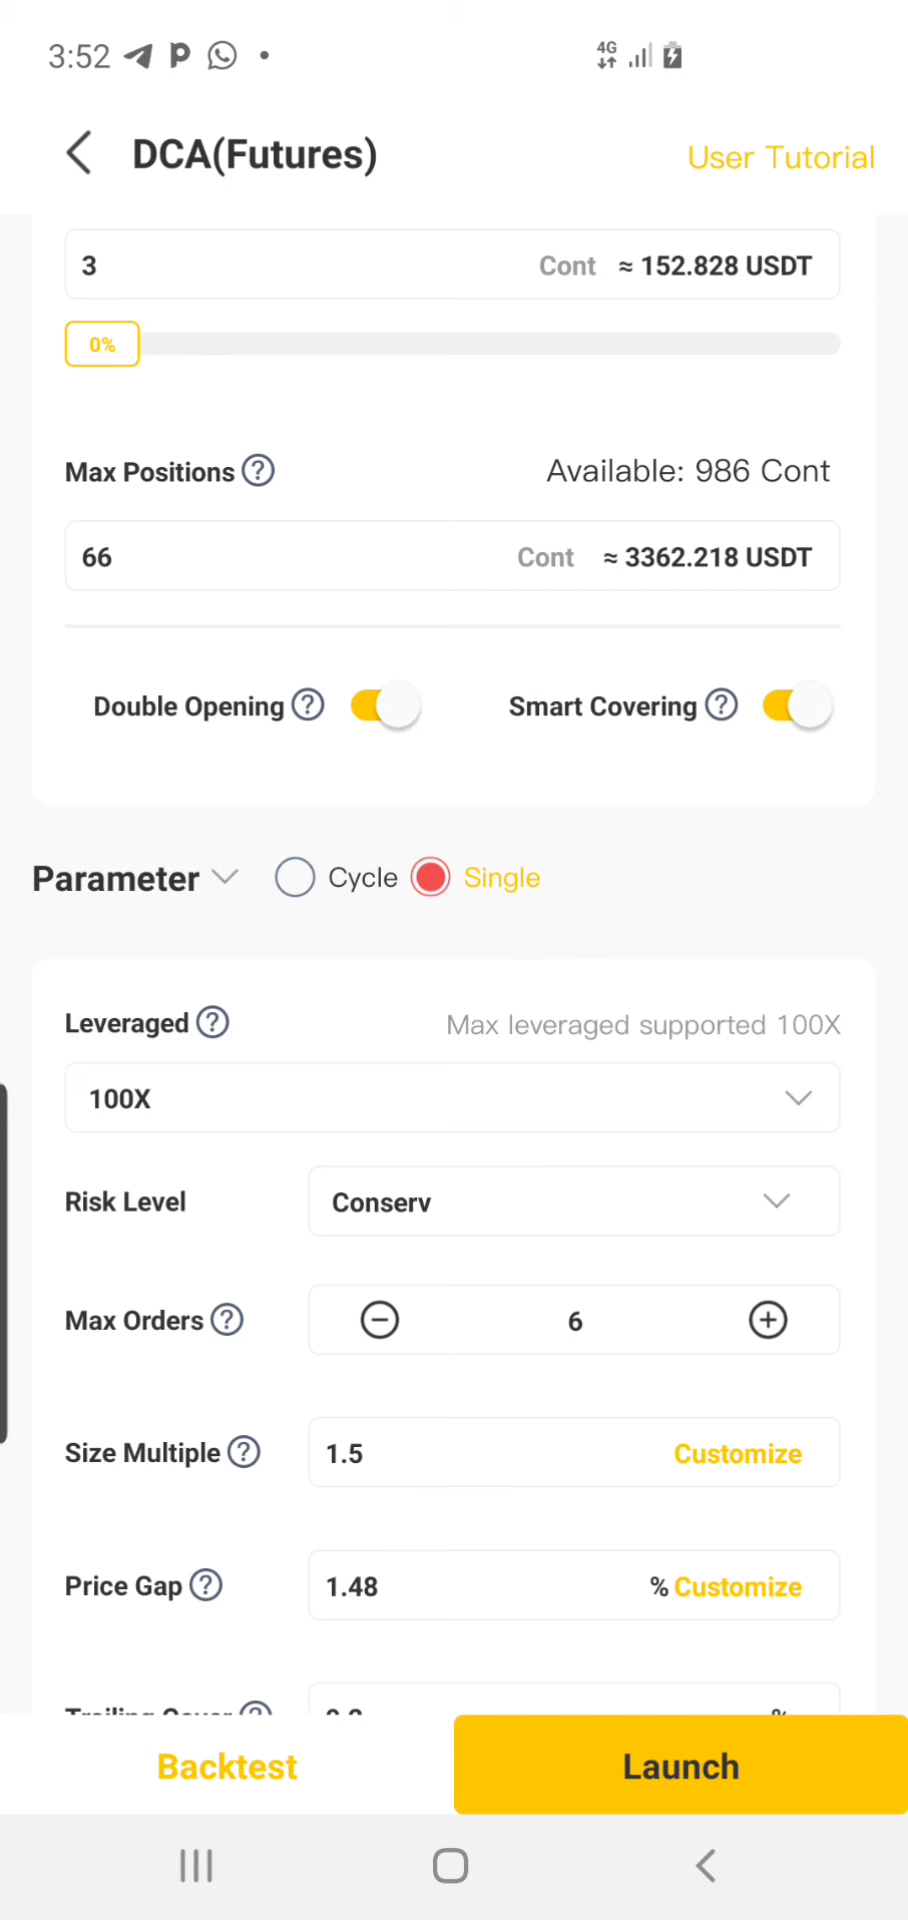 3:52
4G
DCA(Futures)
User Tutorial
3 Cont ≈ 152.828 USDT
0%
Max Positions ? Available: 986 Cont
66 Cont ≈ 3362.218 USDT
Double Opening ? Smart Covering ?
Parameter Cycle Single
Leveraged ? Max leveraged supported 100X
100X
Risk Level Conserv
Max Orders ? 6
Size Multiple ? 1.5 Customize
Price Gap ? 1.48 % Customize
Backtest Launch